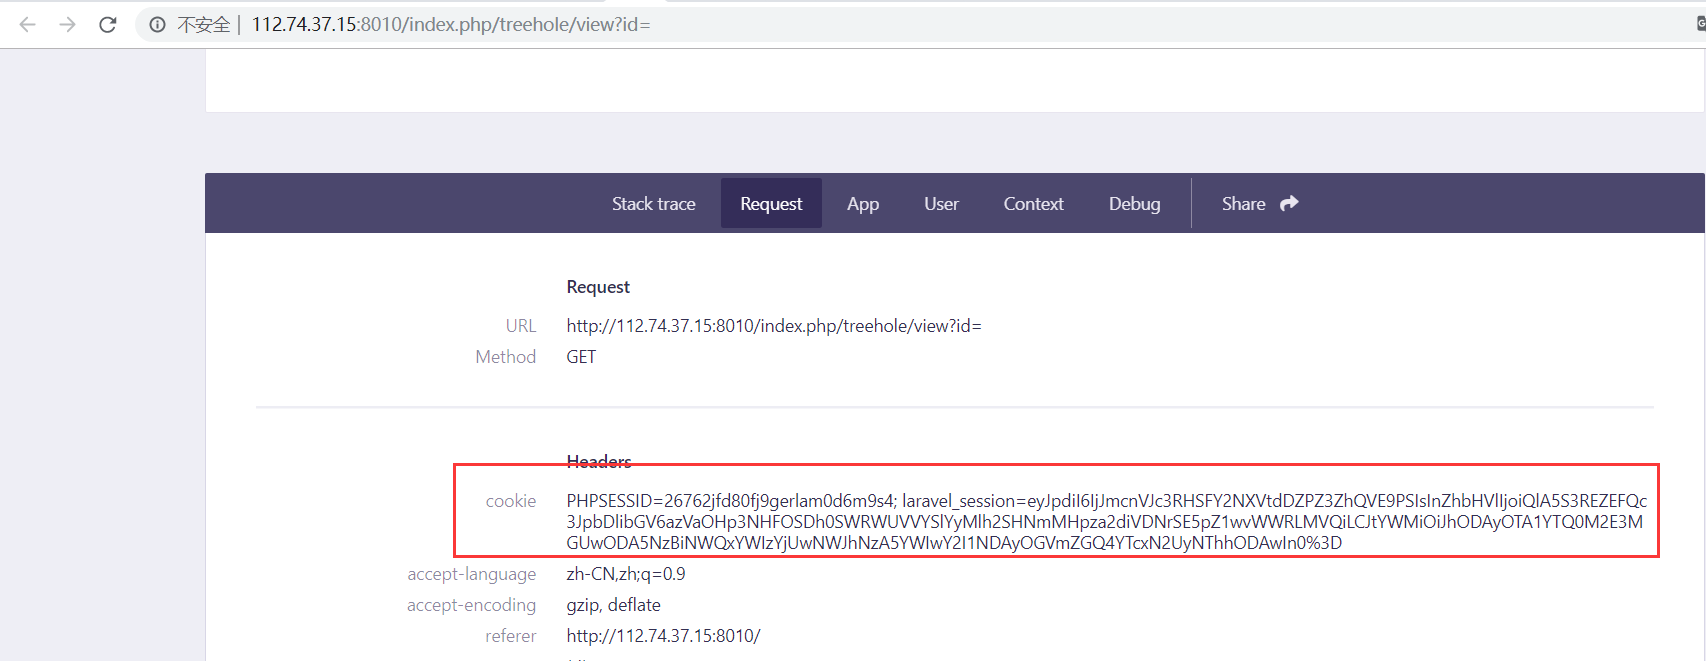 不安全 | 112.74.37.15:8010/index.php/treehole/view?id=
Stack trace Request App User Context Debug Share
Request
URL http://112.74.37.15:8010/index.php/treehole/view?id=
Method GET
Headers
cookie PHPSESSID=26762jfd80fj9gerlam0d6m9s4; laravel_session=eyJpdiI6IjJmcnVJc3RHSFY2NXVtdDZPZ3ZhQVE9PSIsInZhbHVlIjoiQlA5S3REZEFQc
3JpbDlibGV6azVaOHp3NHFOSDh0SWRWUVVYSlYyMlh2SHNmMHpza2diVDNrSE5pZ1wvWWRLMVQiLCJtYWMiOiJhODAyOTA1YTQ0M2E3M
GUwODA5NzBiNWQxYWIzYjUwNWJhNzA5YWIwY2I1NDAyOGVmZGQ4YTcxN2UyNThhODAwIn0%3D
accept-language zh-CN,zh;q=0.9
accept-encoding gzip, deflate
referer http://112.74.37.15:8010/